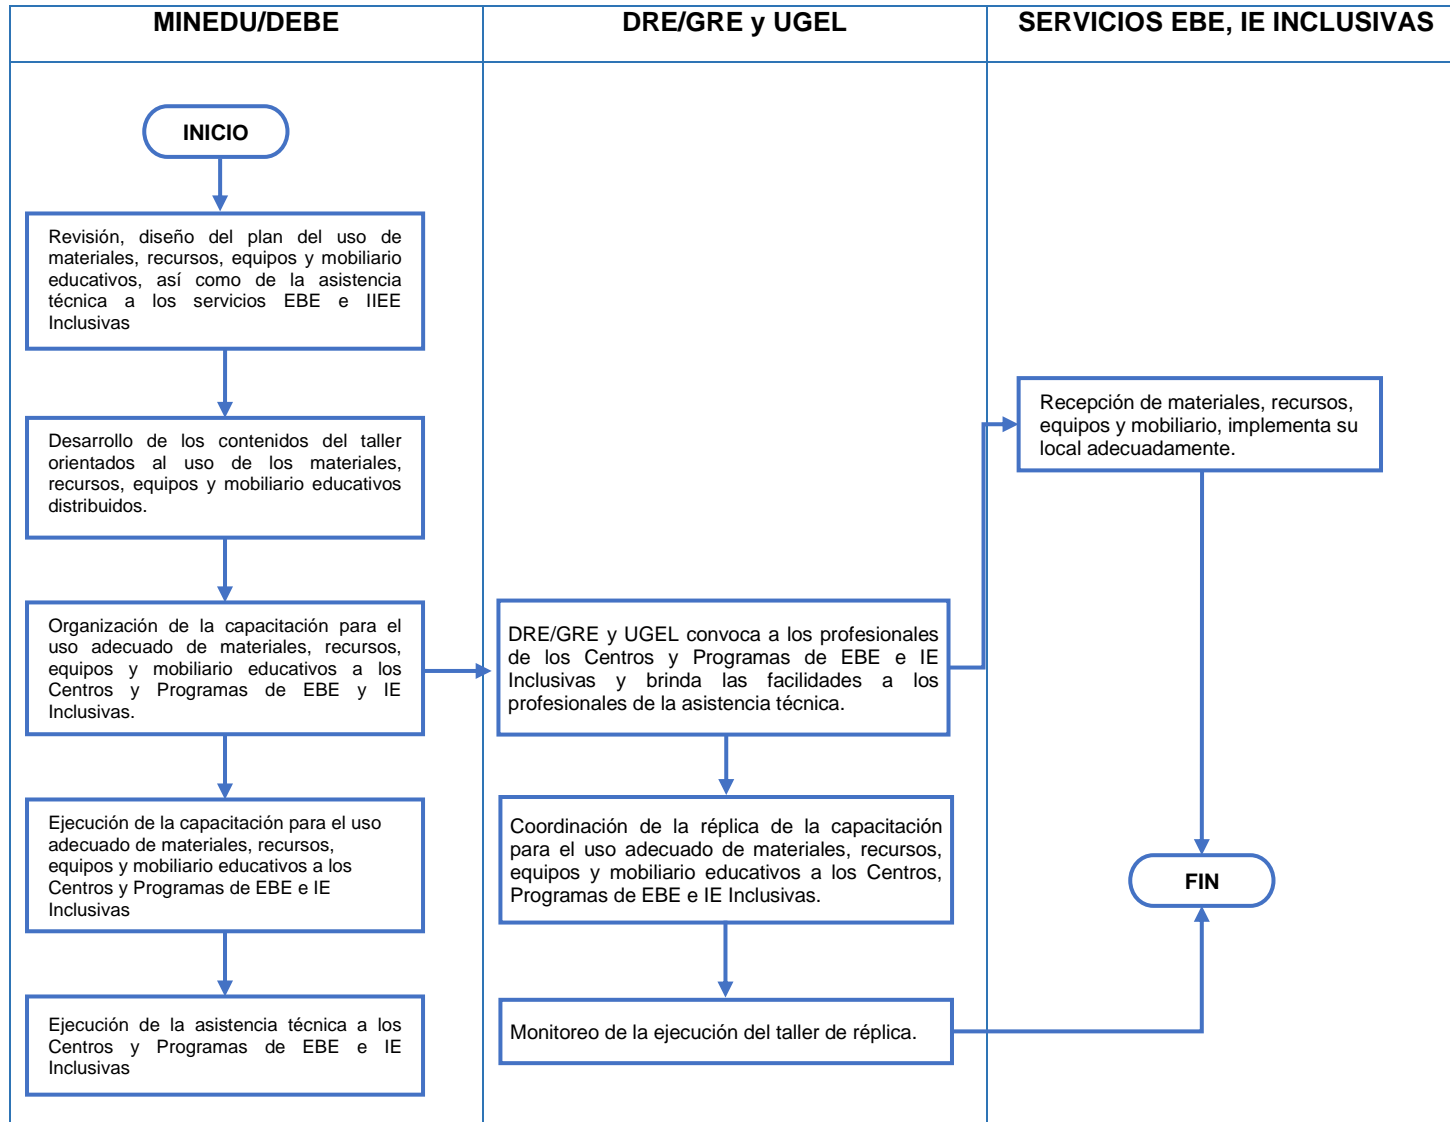 MINEDU/DEBE
DRE/GRE y UGEL
SERVICIOS EBE, IE INCLUSIVAS
INICIO
Revisión, diseño del plan del uso de
materiales, recursos, equipos y mobiliario
educativos, así como de la asistencia
técnica a los servicios EBE e IIEE
Inclusivas
Desarrollo de los contenidos del taller
orientados al uso de los materiales,
recursos, equipos y mobiliario educativos
distribuidos.
Organización de la capacitación para el
uso adecuado de materiales, recursos,
equipos y mobiliario educativos a los
Centros y Programas de EBE y IE
Inclusivas.
Ejecución de la capacitación para el uso
adecuado de materiales, recursos,
equipos y mobiliario educativos a los
Centros y Programas de EBE e IE
Inclusivas
Ejecución de la asistencia técnica a los
Centros y Programas de EBE e IE
Inclusivas
DRE/GRE y UGEL convoca a los profesionales
de los Centros y Programas de EBE e IE
Inclusivas y brinda las facilidades a los
profesionales de la asistencia técnica.
Coordinación de la réplica de la capacitación
para el uso adecuado de materiales, recursos,
equipos y mobiliario educativos a los Centros,
Programas de EBE e IE Inclusivas.
Monitoreo de la ejecución del taller de réplica.
Recepción de materiales, recursos,
equipos y mobiliario, implementa su
local adecuadamente.
FIN